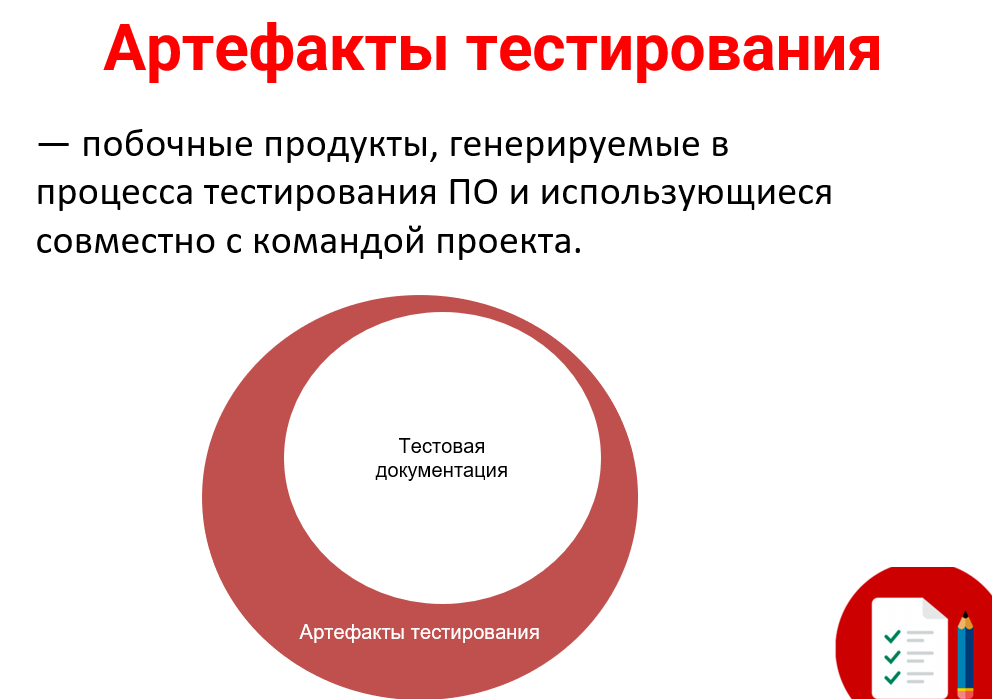 Артефакты тестирования
— побочные продукты, генерируемые в
процесса тестирования ПО и использующиеся
совместно с командой проекта.
Тестовая
документация
Артефакты тестирования